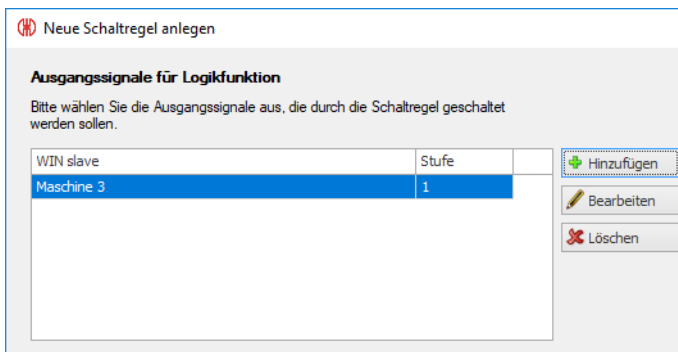 Neue Schaltregel anlegen
Ausgangssignale für Logikfunktion
Bitte wählen Sie die Ausgangssignale aus, die durch die Schaltregel geschaltet
werden sollen.
WIN slave Stufe
Hinzufügen
Maschine 3 1
Bearbeiten
Löschen